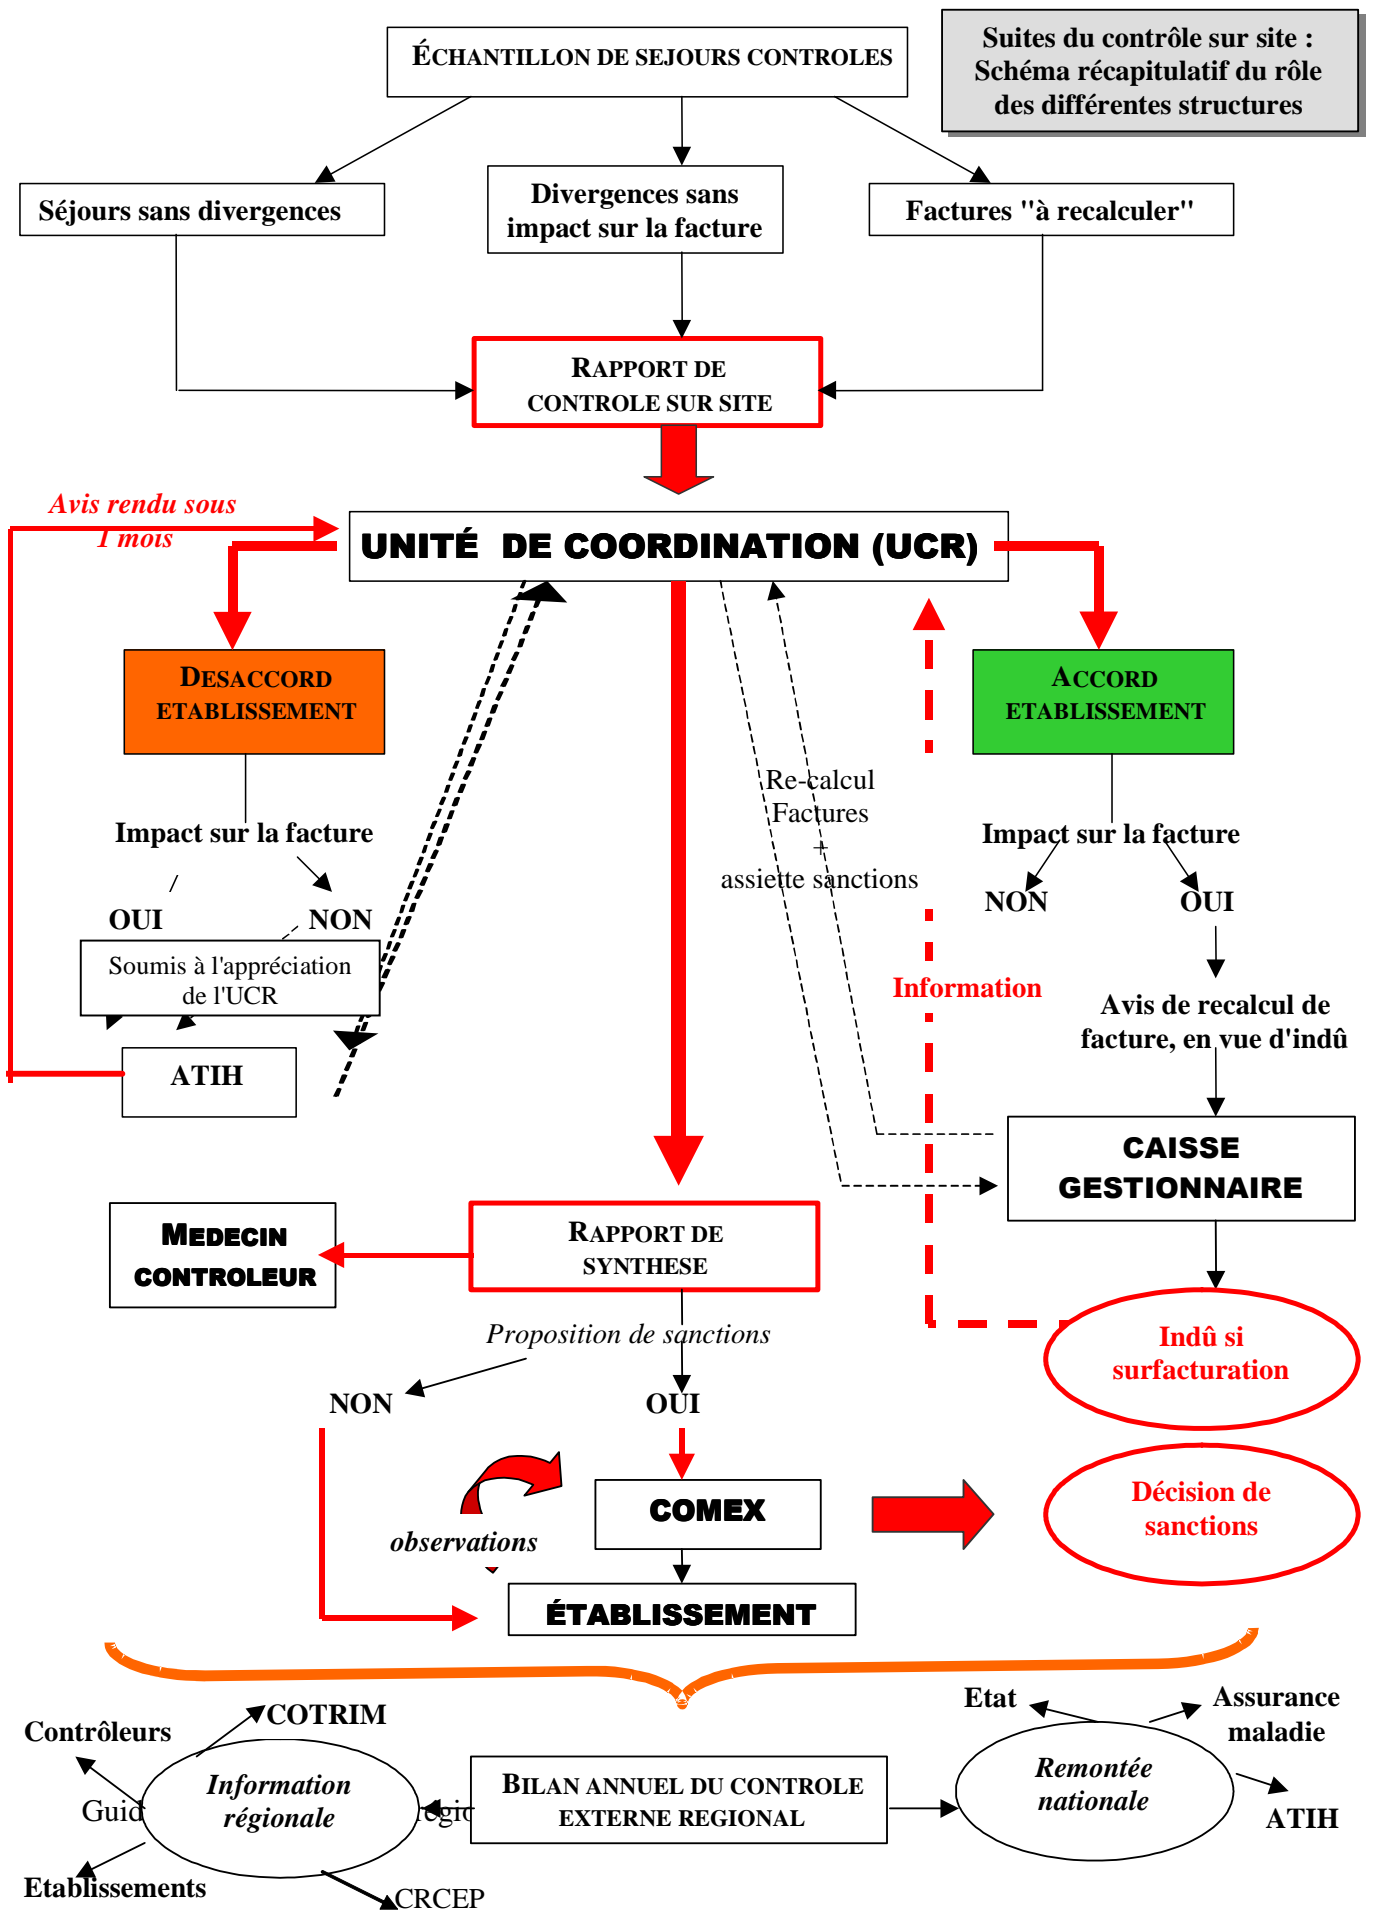 ÉCHANTILLON DE SEJOURS CONTROLES
Suites du contrôle sur site :
Schéma récapitulatif du rôle
des différentes structures
Séjours sans divergences
Divergences sans
impact sur la facture
Factures "à recalculer"
RAPPORT DE
CONTROLE SUR SITE
Avis rendu sous
1 mois
UNITÉ DE COORDINATION (UCR)
DESACCORD
ETABLISSEMENT
ACCORD
ETABLISSEMENT
Re-calcul
Factures
+
assiette sanctions
Impact sur la facture
OUI
NON
Soumis à l'appréciation
de l'UCR
ATIH
Impact sur la facture
NON
OUI
Information
Avis de recalcul de
facture, en vue d'indû
CAISSE
GESTIONNAIRE
MEDECIN
CONTROLEUR
RAPPORT DE
SYNTHESE
Proposition de sanctions
NON
OUI
Indû si
surfacturation
observations
COMEX
Décision de
sanctions
ÉTABLISSEMENT
Contrôleurs
COTRIM
Etat
Assurance
maladie
Information
régionale
Guid
BILAN ANNUEL DU CONTROLE
EXTERNE REGIONAL
Remontée
nationale
ATIH
Etablissements
CRCEP